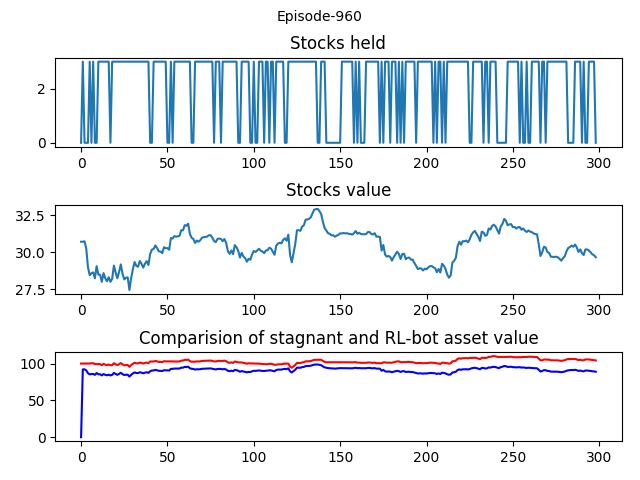 Episode-960
Stocks held
2
0
0 50 100 150 200 250 300
Stocks value
32.5
30.0
27.5
0 50 100 150 200 250 300
Comparision of stagnant and RL-bot asset value
100
50
0
0 50 100 150 200 250 300